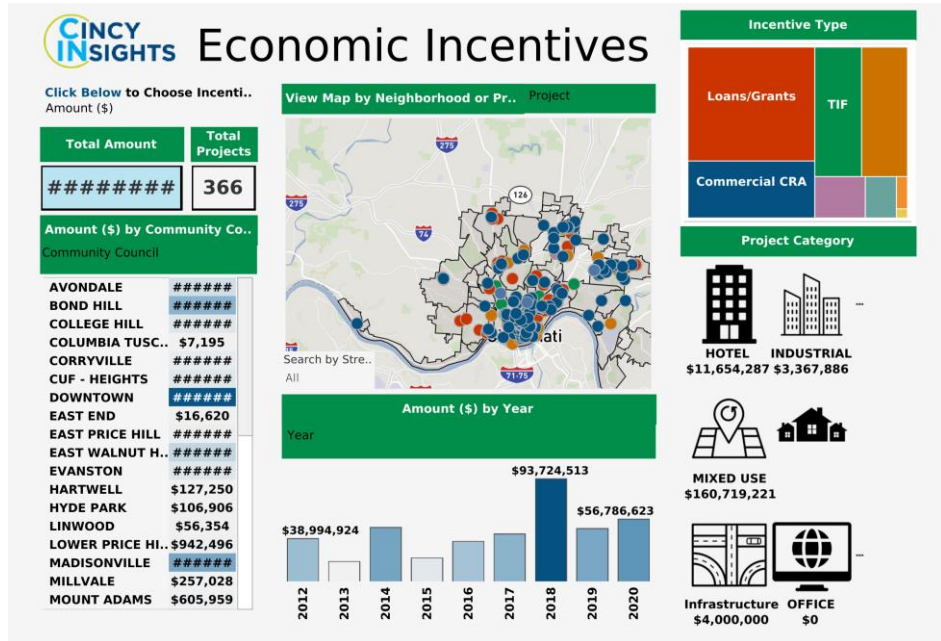 CINCY
INSIGHTS
Economic Incentives
Click Below to Choose Incenti..
Amount ($)
Total Amount
Total
Projects
########
366
Amount ($) by Community Co..
Community Council
AVONDALE ######
BOND HILL ######
COLLEGE HILL ######
COLUMBIA TUSC.. $7,195
CORRYVILLE ######
CUF - HEIGHTS ######
DOWNTOWN ######
EAST END $16,620
EAST PRICE HILL ######
EAST WALNUT H.. ######
EVANSTON ######
HARTWELL $127,250
HYDE PARK $106,906
LINWOOD $56,354
LOWER PRICE HI.. $942,496
MADISONVILLE ######
MILLVALE $257,028
MOUNT ADAMS $605,959
View Map by Neighborhood or Pr.. Project
275
126
275
74
71-75
ati
Search by Stre..
All
Amount ($) by Year
Year
$93,724,513
$56,786,623
$38,994,924
2012 2013 2014 2015 2016 2017 2018 2019 2020
Incentive Type
Loans/Grants
TIF
Commercial CRA
Project Category
...
HOTEL INDUSTRIAL
$11,654,287 $3,367,886
MIXED USE
$160,719,221
...
Infrastructure OFFICE
$4,000,000 $0